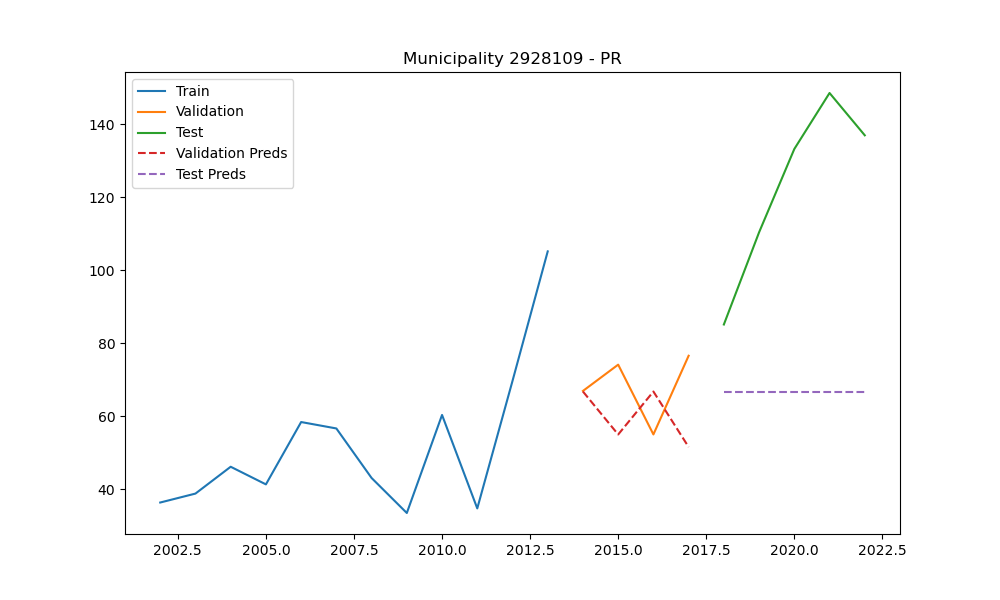 Municipality 2928109 - PR
Train
Validation
Test
Validation Preds
Test Preds
140
120
100
80
60
40
2002.5 2005.0 2007.5 2010.0 2012.5 2015.0 2017.5 2020.0 2022.5